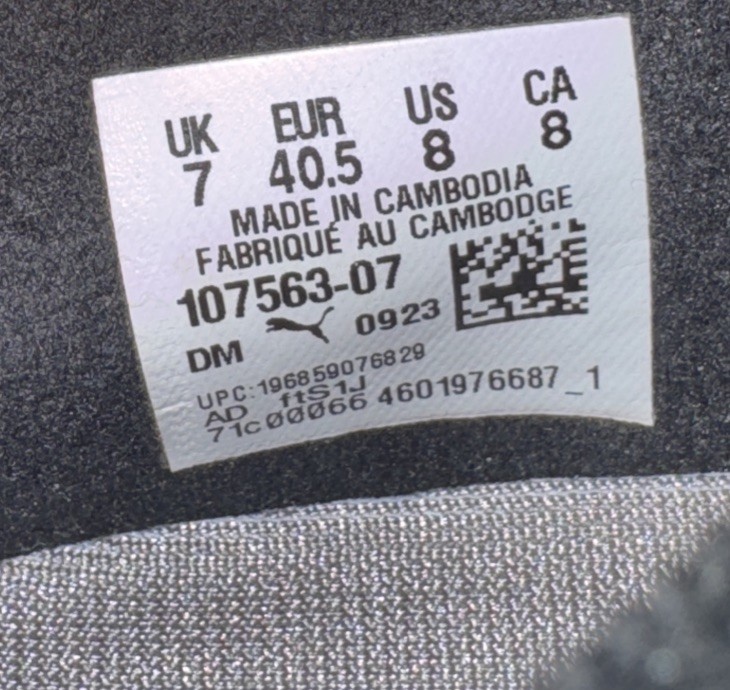 UK EUR US CA
7 40.5 8 8
MADE IN CAMBODIA
FABRIQUÉ AU CAMBODGE
107563-07
DM 0923
UPC:196859076829
AD ftS1J
71c00066 4601976687_1